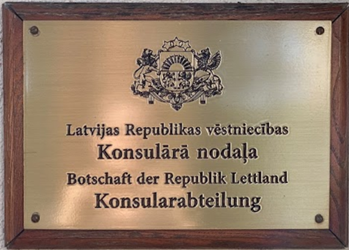 Latvijas Republikas vēstniecības
Konsulārā nodaļa
Botschaft der Republik Lettland
Konsularabteilung